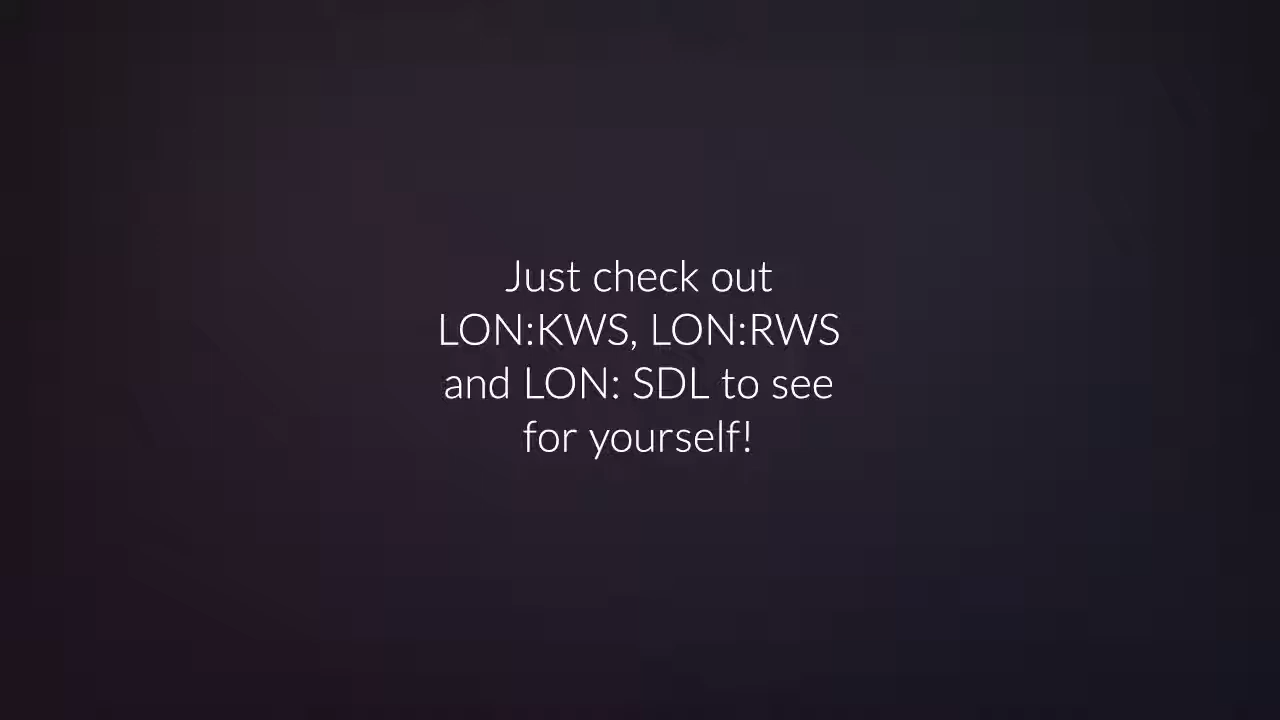 Just check out
LON:KWS, LON:RWS
and LON: SDL to see
for yourself!